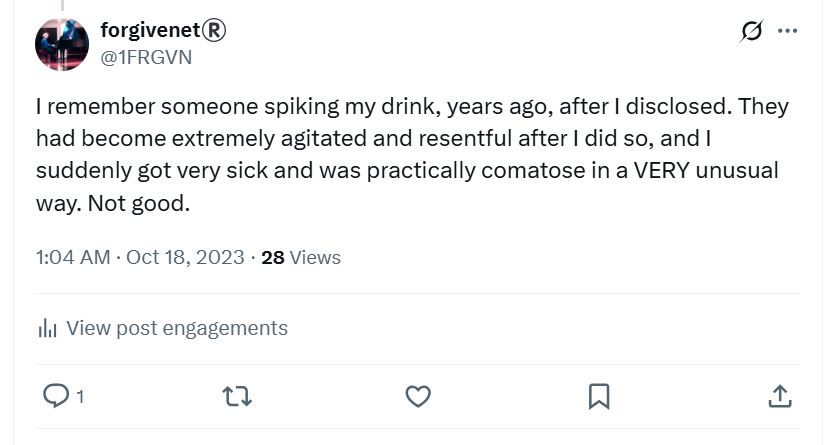 forgivenet®
@1FRGVN
I remember someone spiking my drink, years ago, after I disclosed. They
had become extremely agitated and resentful after I did so, and I
suddenly got very sick and was practically comatose in a VERY unusual
way. Not good.
1:04 AM · Oct 18, 2023 · 28 Views
View post engagements
1